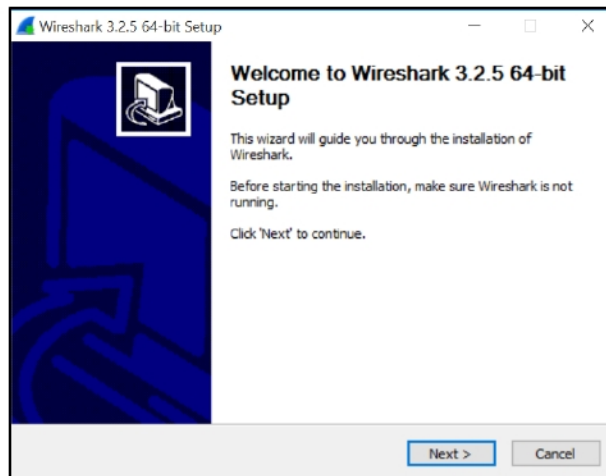 Wireshark 3.2.5 64-bit Setup
Welcome to Wireshark 3.2.5 64-bit
Setup
This wizard will guide you through the installation of
Wireshark.
Before starting the installation, make sure Wireshark is not
running.
Click 'Next' to continue.
Next >
Cancel